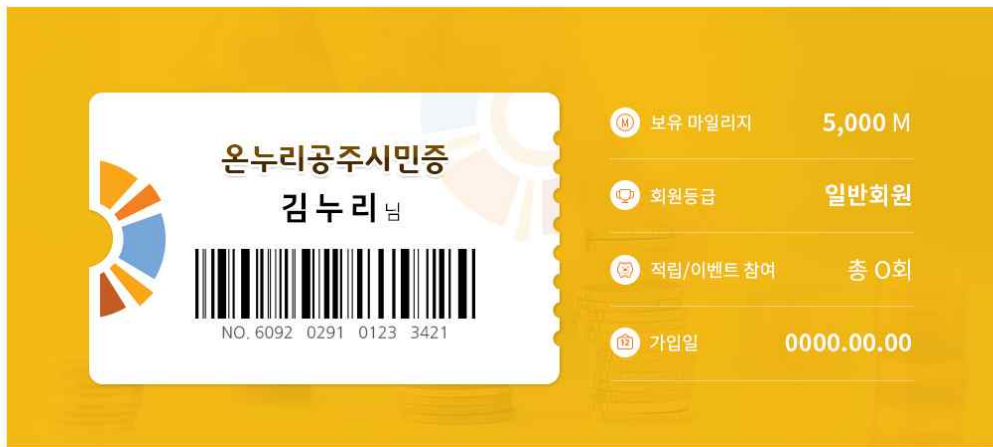 온누리공주시민증
김누리님
NO. 6092 0291 0123 3421
M 보유 마일리지 5,000 M
회원등급 일반회원
적립/이벤트 참여 총 O회
12 가입일 0000.00.00